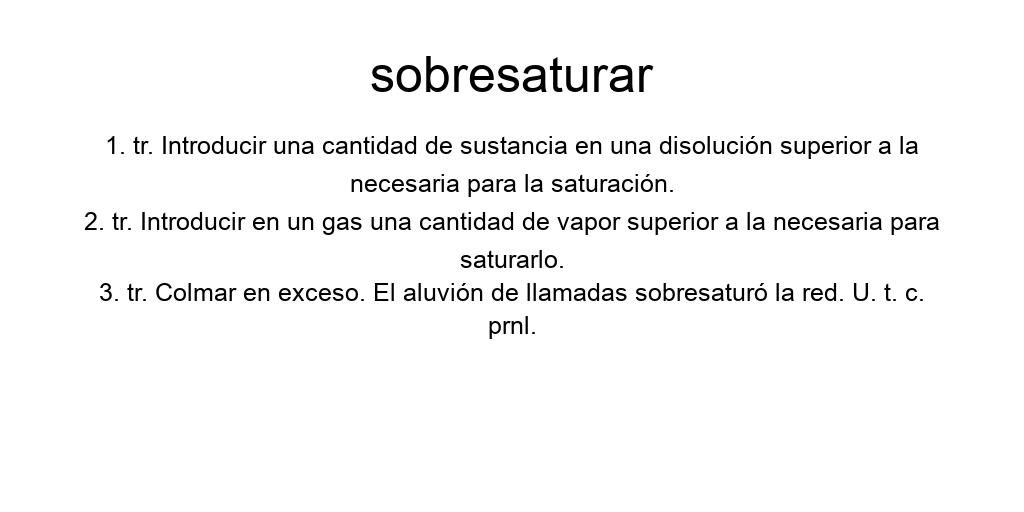 sobresaturar
1. tr. Introducir una cantidad de sustancia en una disolución superior a la
necesaria para la saturación.
2. tr. Introducir en un gas una cantidad de vapor superior a la necesaria para
saturarlo.
3. tr. Colmar en exceso. El aluvión de llamadas sobresaturó la red. U. t. c.
prnl.